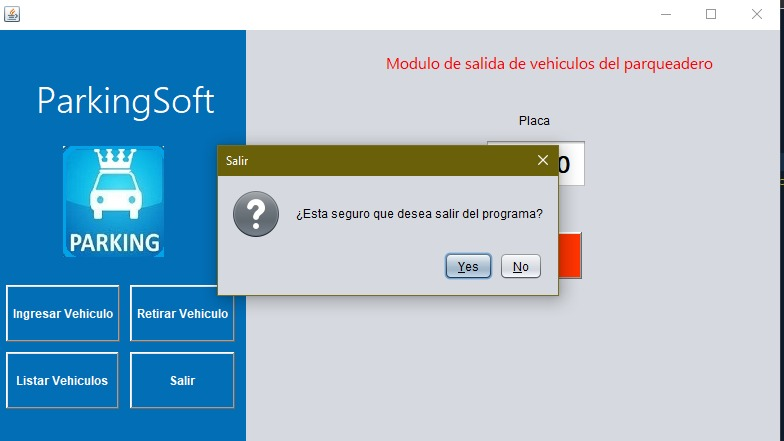 ParkingSoft
PARKING
Ingresar Vehiculo
Retirar Vehiculo
Listar Vehiculos
Salir
Modulo de salida de vehiculos del parqueadero
Placa
0
Salir
¿Esta seguro que desea salir del programa?
Yes
No